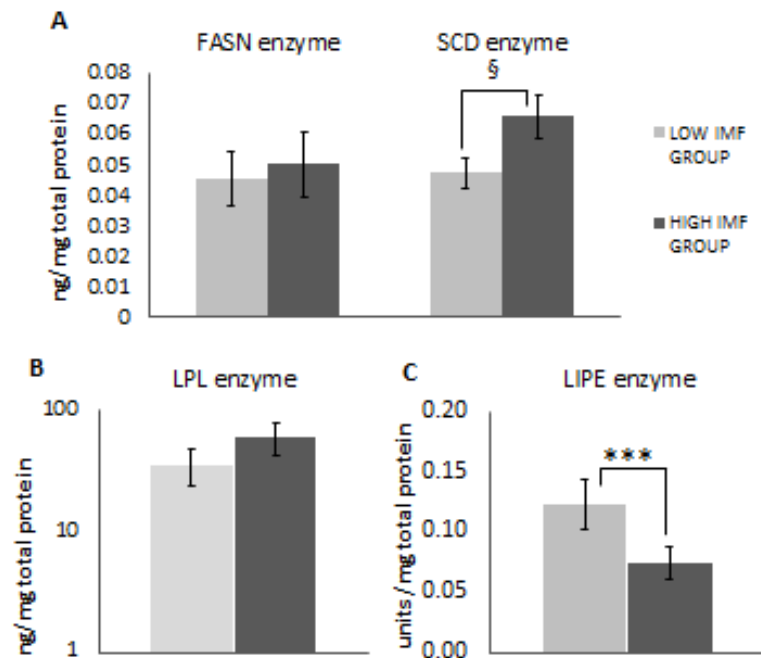 A
FASN enzyme
SCD enzyme
§
ng/mg total protein
0.08
0.07
0.06
0.05
0.04
0.03
0.02
0.01
0
LOW IMF
GROUP
HIGH IMF
GROUP
B
LPL enzyme
ng/mg total protein
100
10
1
C
LIPE enzyme
units/mg total protein
0.20
0.15
0.10
0.05
0.00
***